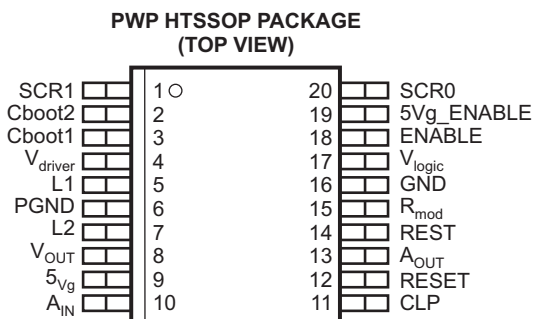 PWP HTSSOP PACKAGE
(TOP VIEW)
SCR1 1 20 SCR0
Cboot2 2 19 5Vg_ENABLE
Cboot1 3 18 ENABLE
Vdriver 4 17 Vlogic
L1 5 16 GND
PGND 6 15 Rmod
L2 7 14 REST
VOUT 8 13 AOUT
5Vg 9 12 RESET
AIN 10 11 CLP